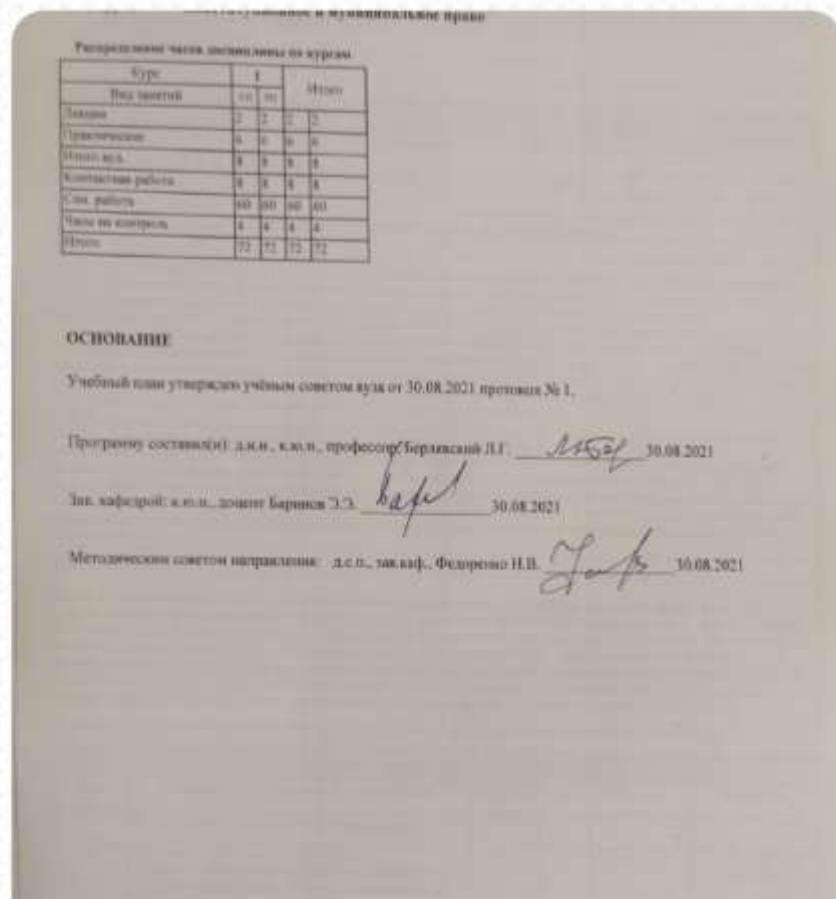 муниципальное право
Распределение часов дисциплины по курсам
Курс 1 Итого
Вид занятий уп рп
Лекции 2 2 2 2
Практические 6 6 6 6
Итого ауд. 8 8 8 8
Контактная работа 8 8 8 8
Сам. работа 60 60 60 60
Часы на контроль 4 4 4 4
Итого 72 72 72 72
ОСНОВАНИЕ
Учебный план утвержден учёным советом вуза от 30.08.2021 протокол № 1.
Программу составил(и): д.и.н., к.ю.н., профессор, Берлявский Л.Г. 30.08.2021
Зав. кафедрой: к.ю.н., доцент Баринов Э.Э. 30.08.2021
Методическим советом направления: д.с.н., зав.каф., Федоренко Н.В. 30.08.2021